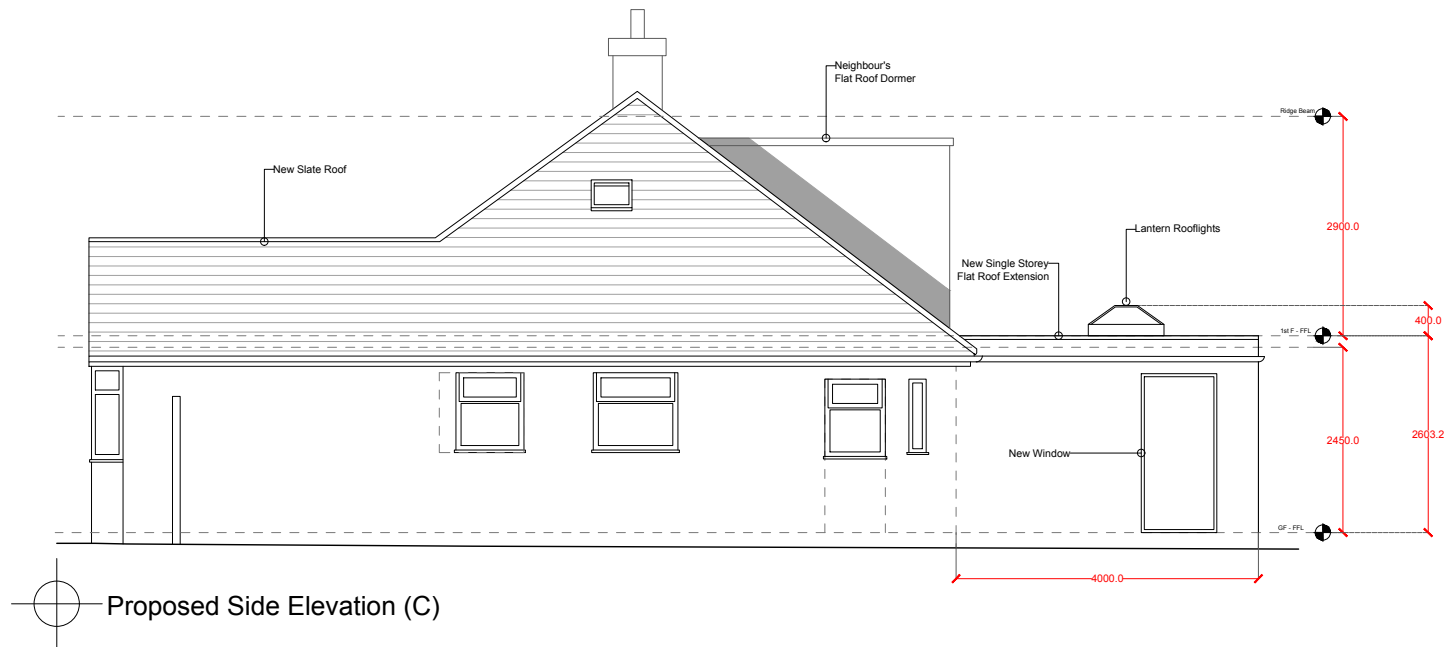 Neighbour's
Flat Roof Dormer
Ridge Beam
New Slate Roof
2900.0
Lantern Rooflights
New Single Storey
Flat Roof Extension
400.0
1st F - FFL
2450.0
2603.2
New Window
GF - FFL
4000.0
Proposed Side Elevation (C)